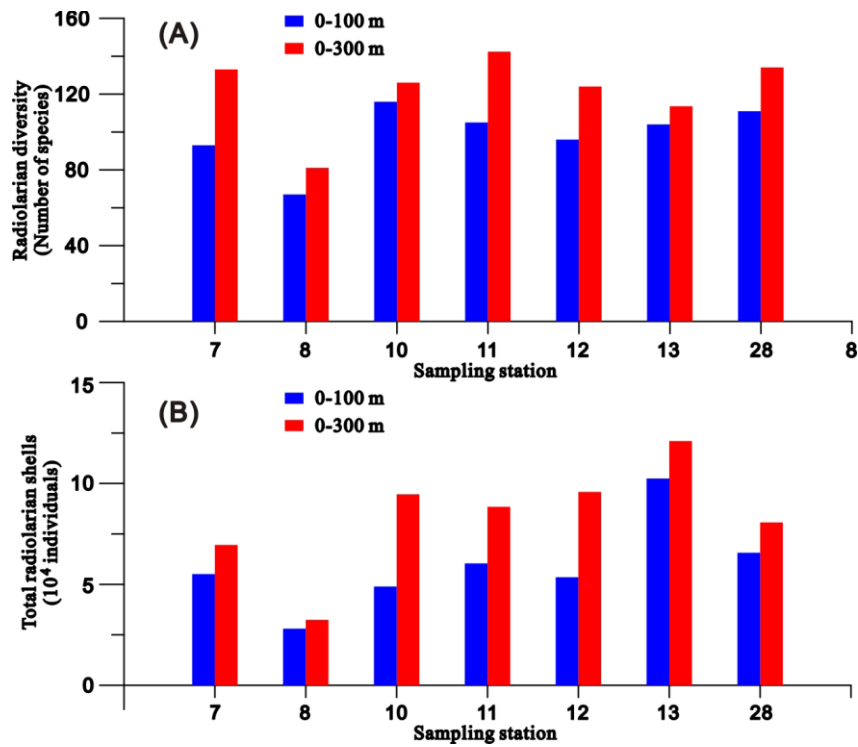 160
120
80
40
0
Radiolarian diversity
(Number of species)
(A)
0-100 m
0-300 m
7 8 10 11 12 13 28 8
Sampling station
15
10
5
0
Total radiolarian shells
(10⁴ individuals)
(B)
0-100 m
0-300 m
7 8 10 11 12 13 28
Sampling station